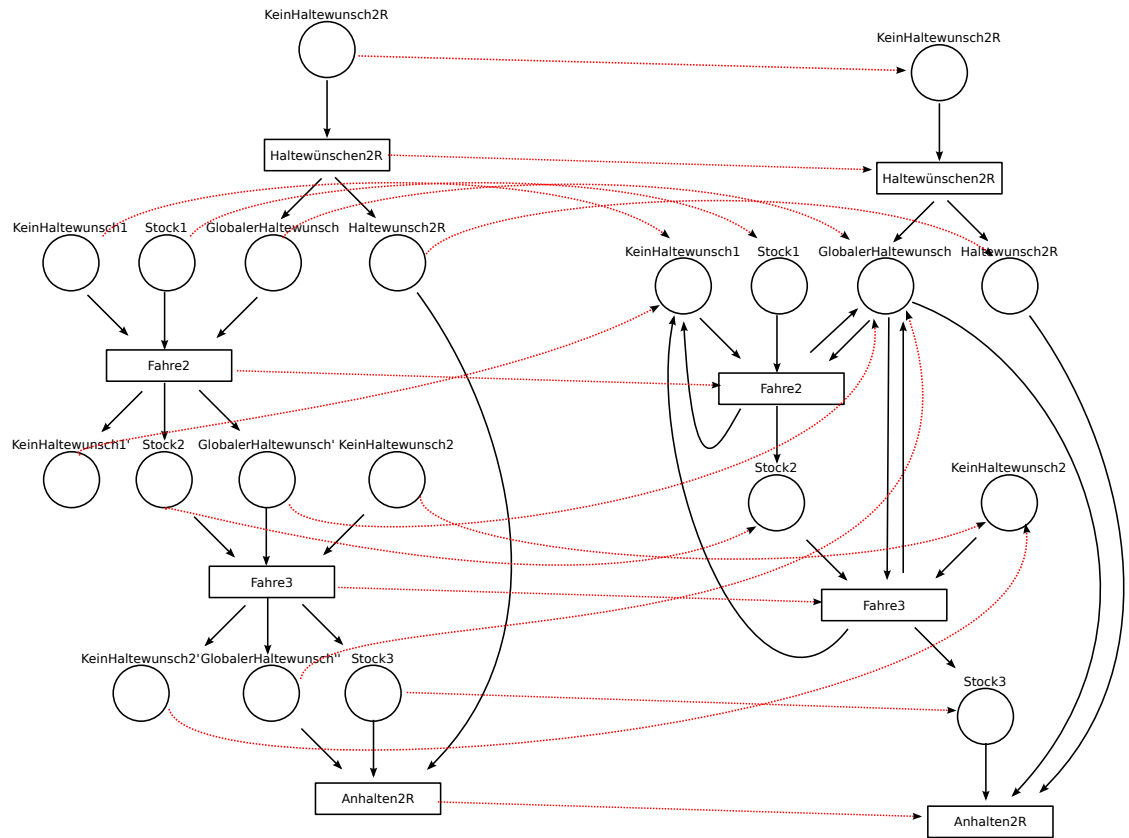 KeinHaltewunsch2R
KeinHaltewunsch2R
Haltewünschen2R
Haltewünschen2R
KeinHaltewunsch1
Stock1
GlobalerHaltewunsch
Haltewunsch2R
KeinHaltewunsch1
Stock1
GlobalerHaltewunsch
Haltewunsch2R
Fahre2
Fahre2
KeinHaltewunsch1'
Stock2
GlobalerHaltewunsch'
KeinHaltewunsch2
Stock2
KeinHaltewunsch2
Fahre3
Fahre3
KeinHaltewunsch2'
GlobalerHaltewunsch''
Stock3
Stock3
Anhalten2R
Anhalten2R